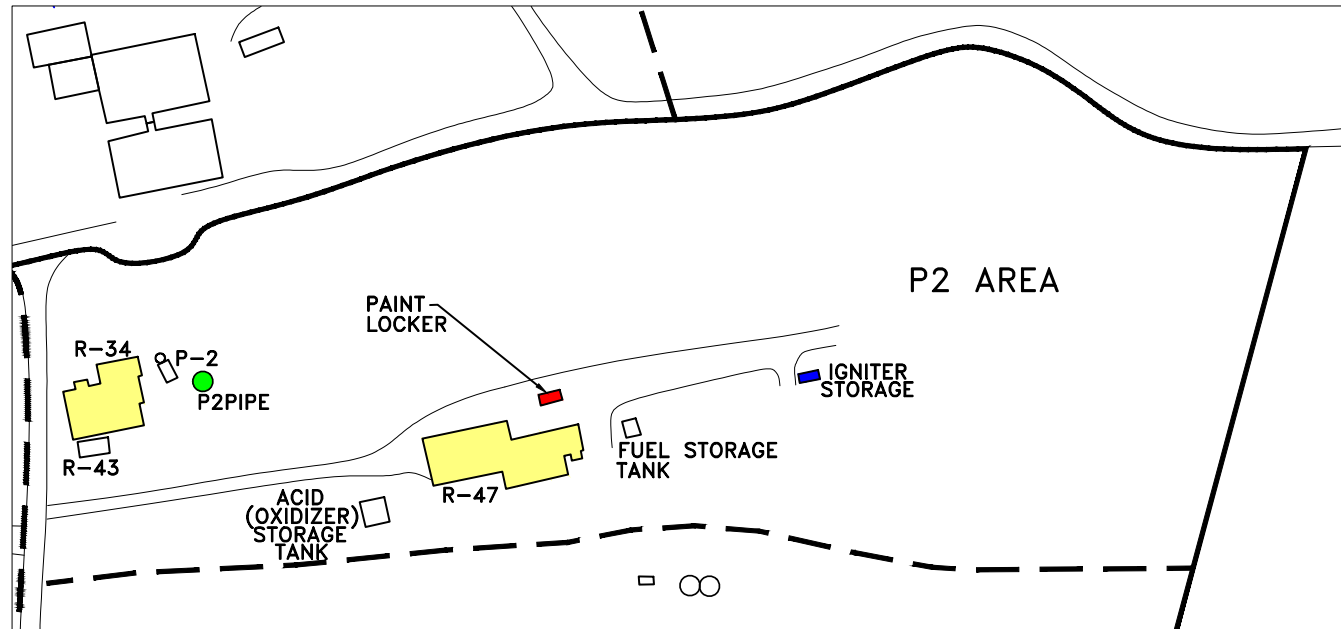 P2 AREA
PAINT
LOCKER
R-34
P-2
P2PIPE
R-43
IGNITER
STORAGE
FUEL STORAGE
TANK
R-47
ACID
(OXIDIZER)
STORAGE
TANK